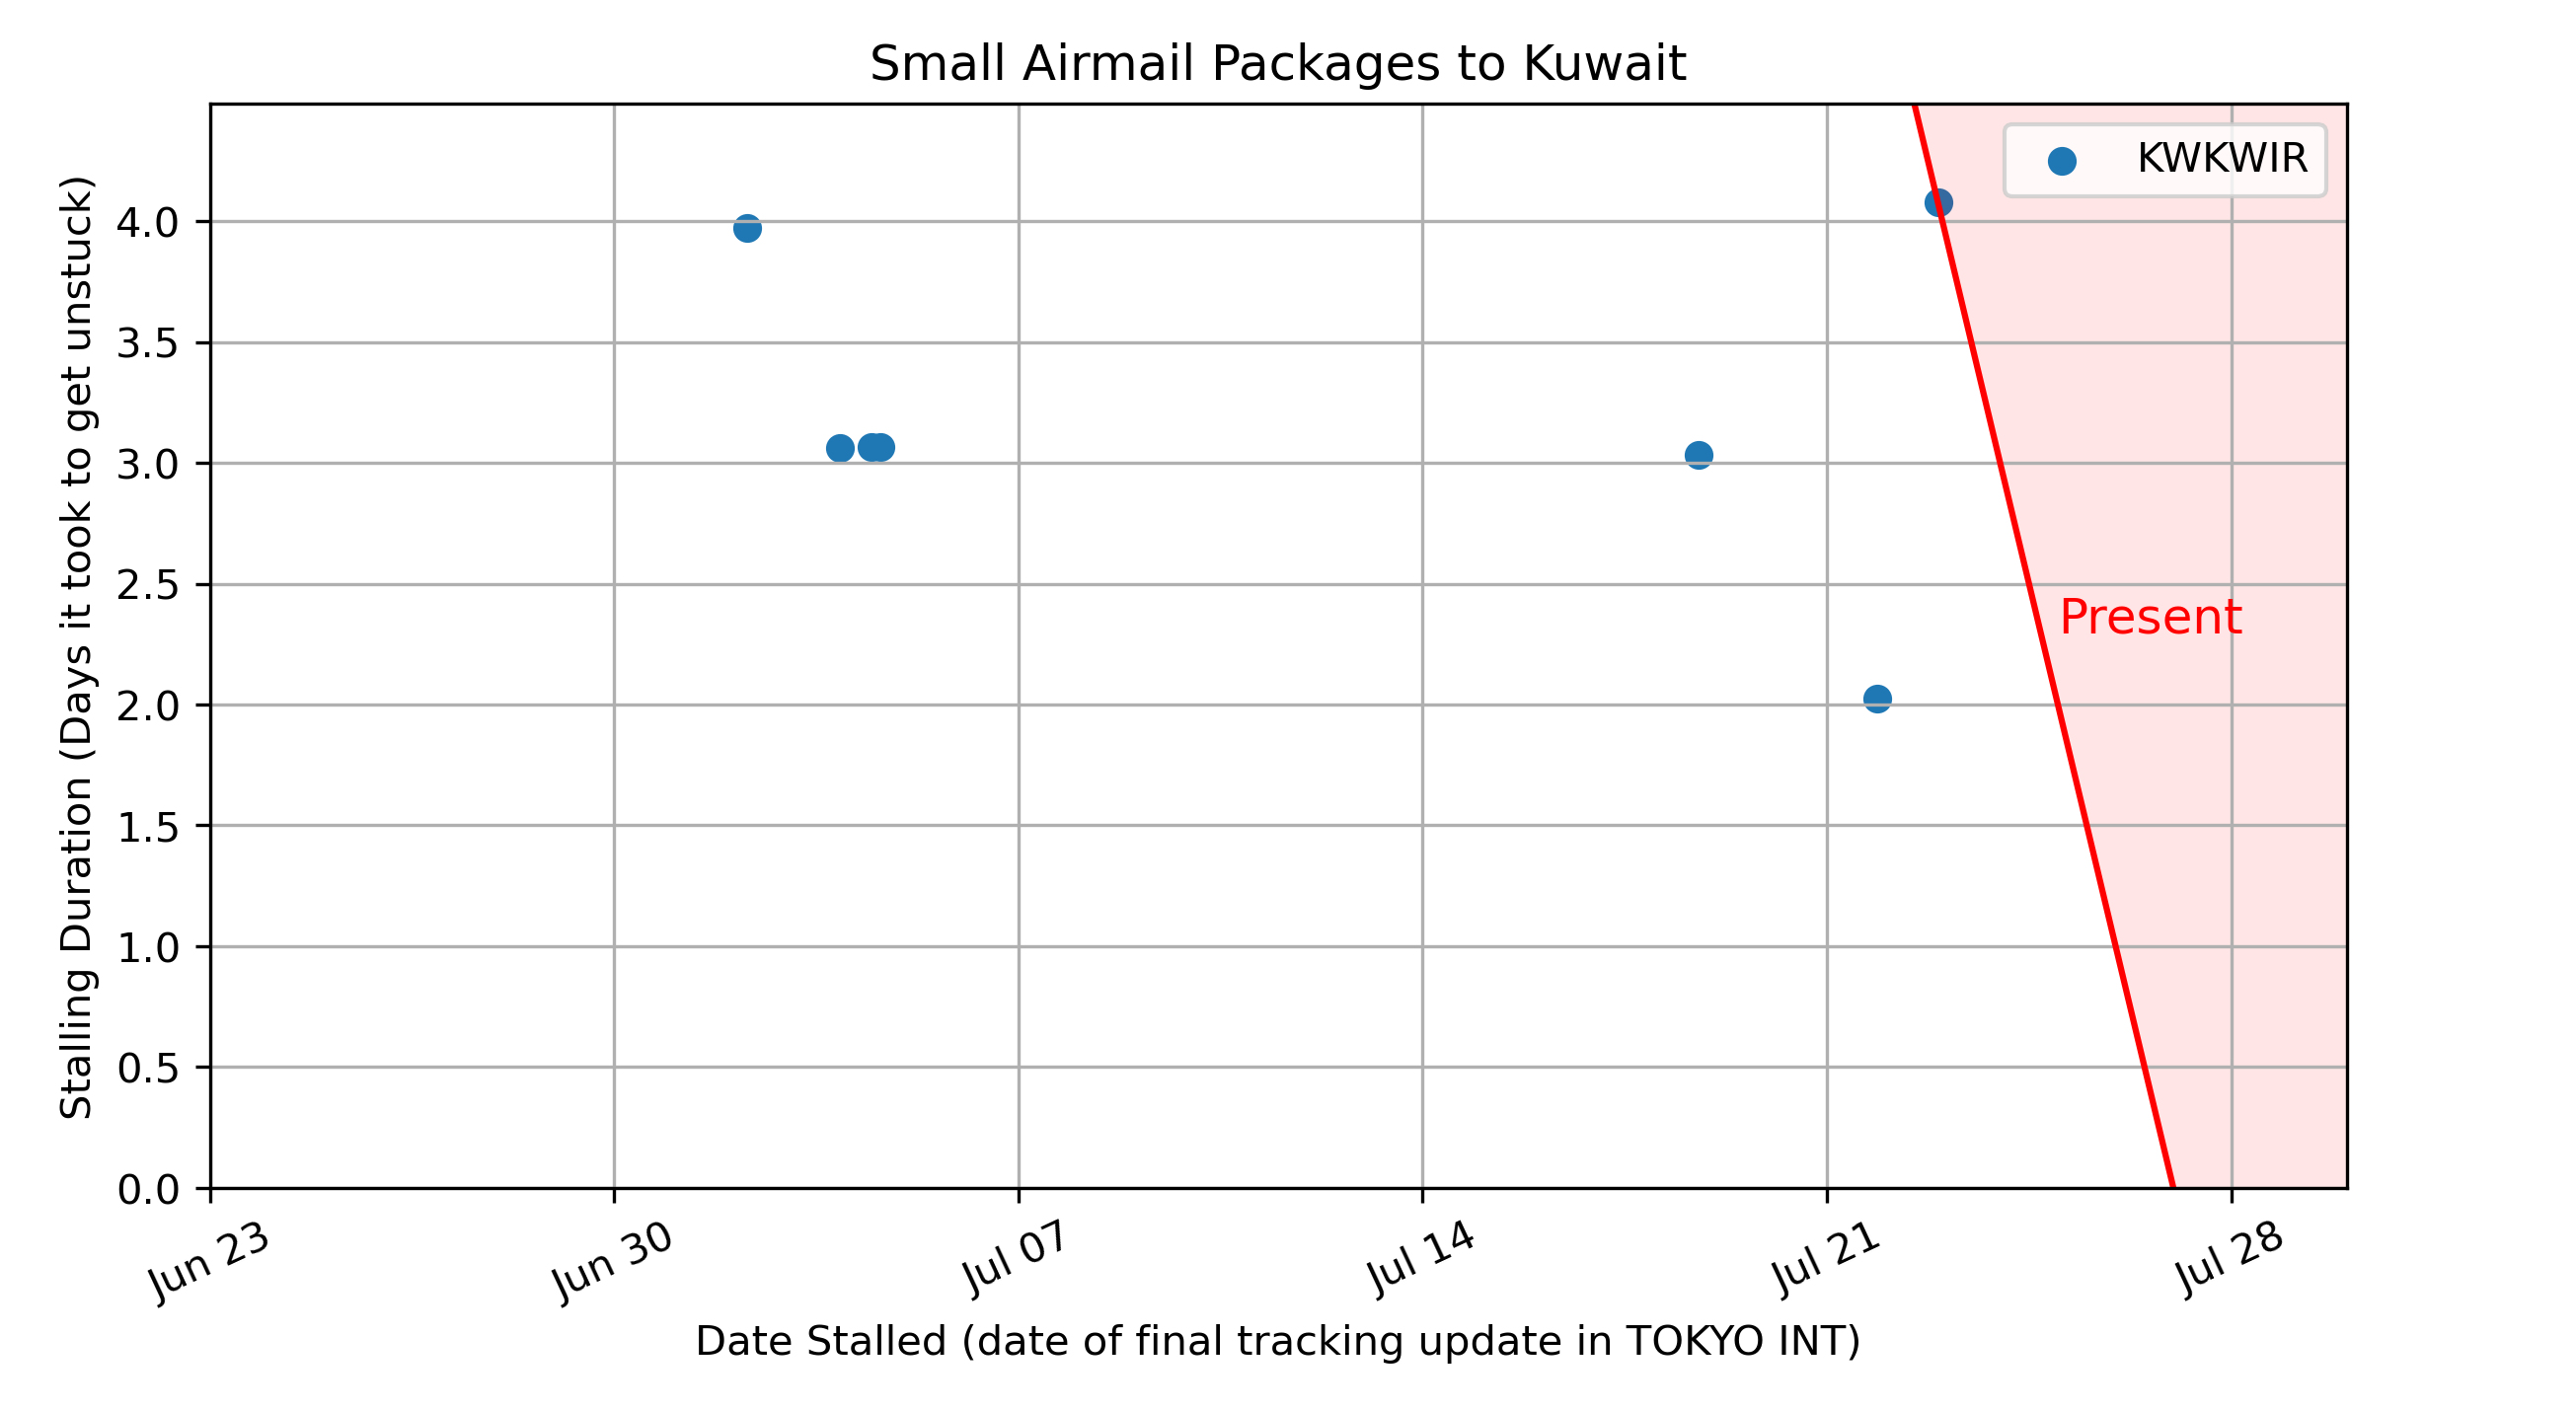 Small Airmail Packages to Kuwait
KWKWIR
Present
Stalling Duration (Days it took to get unstuck)
4.0
3.5
3.0
2.5
2.0
1.5
1.0
0.5
0.0
Jun 23
Jun 30
Jul 07
Jul 14
Jul 21
Jul 28
Date Stalled (date of final tracking update in TOKYO INT)